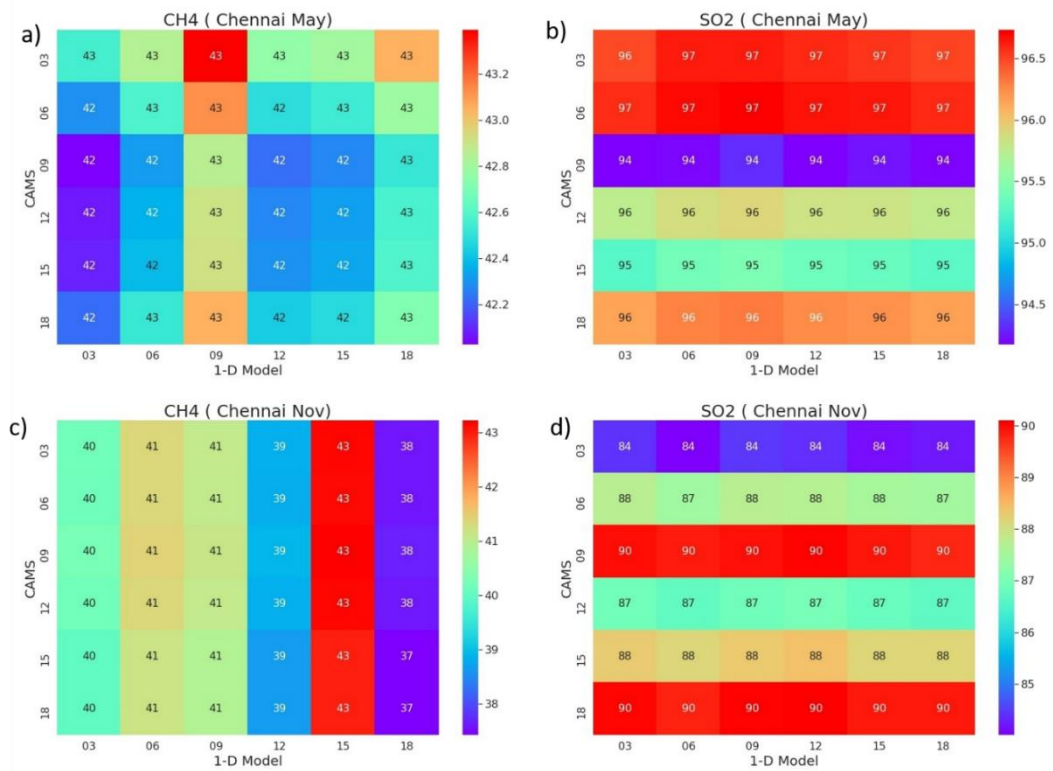 a)
CH4 ( Chennai May)
03 43 43 43 43 43 43
06 42 43 43 42 43 43
09 42 42 43 42 42 43
12 42 42 43 42 42 43
15 42 42 43 42 42 43
18 42 43 43 42 42 43
CAMS
03 06 09 12 15 18
1-D Model
43.2
43.0
42.8
42.6
42.4
42.2
b)
SO2 ( Chennai May)
03 96 97 97 97 97 97
06 97 97 97 97 97 97
09 94 94 94 94 94 94
12 96 96 96 96 96 96
15 95 95 95 95 95 95
18 96 96 96 96 96 96
CAMS
03 06 09 12 15 18
1-D Model
96.5
96.0
95.5
95.0
94.5
c)
CH4 ( Chennai Nov)
03 40 41 41 39 43 38
06 40 41 41 39 43 38
09 40 41 41 39 43 38
12 40 41 41 39 43 38
15 40 41 41 39 43 37
18 40 41 41 39 43 37
CAMS
03 06 09 12 15 18
1-D Model
43
42
41
40
39
38
d)
SO2 ( Chennai Nov)
03 84 84 84 84 84 84
06 88 87 88 88 88 87
09 90 90 90 90 90 90
12 87 87 87 87 87 87
15 88 88 88 88 88 88
18 90 90 90 90 90 90
CAMS
03 06 09 12 15 18
1-D Model
90
89
88
87
86
85